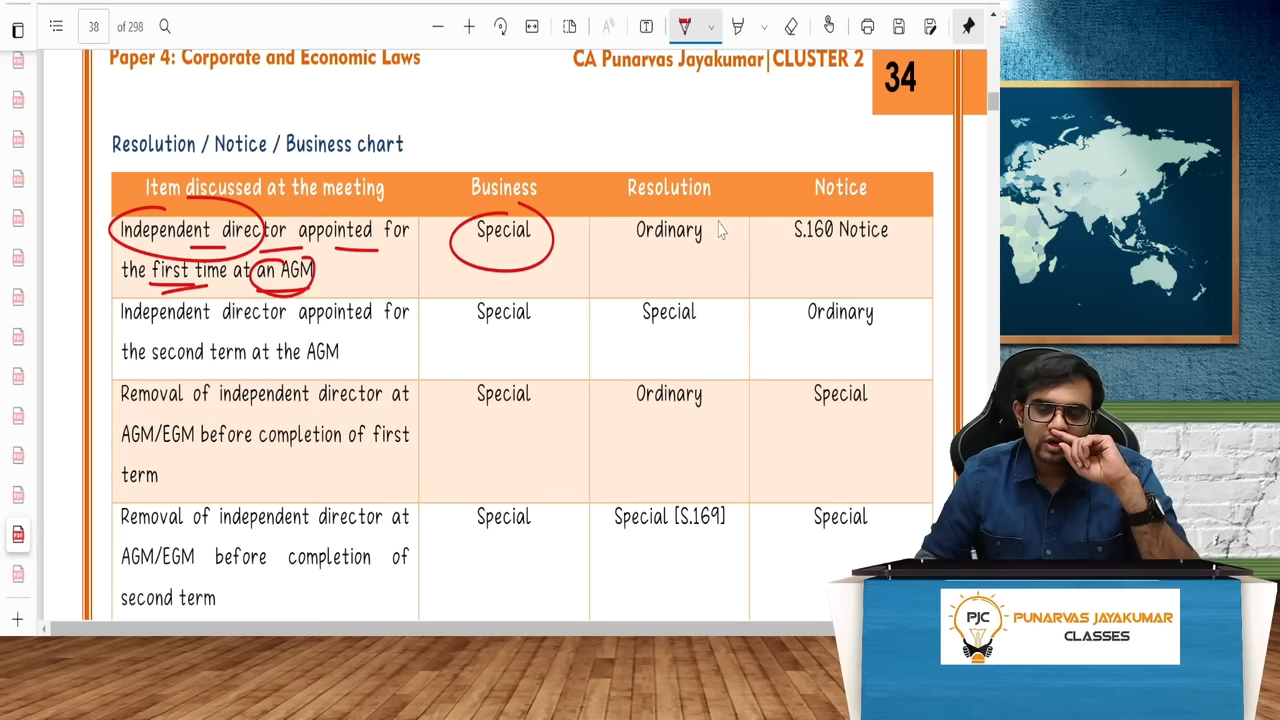 38 of 298
Paper 4: Corporate and Economic Laws
CA Punarvas Jayakumar|CLUSTER 2
34
Resolution / Notice / Business chart
Item discussed at the meeting Business Resolution Notice
Independent director appointed for Special Ordinary S.160 Notice
the first time at an AGM
Independent director appointed for Special Special Ordinary
the second term at the AGM
Removal of independent director at Special Ordinary Special
AGM/EGM before completion of first
term
Removal of independent director at Special Special [S.169] Special
AGM/EGM before completion of
second term
PJC
PUNARVAS JAYAKUMAR
CLASSES